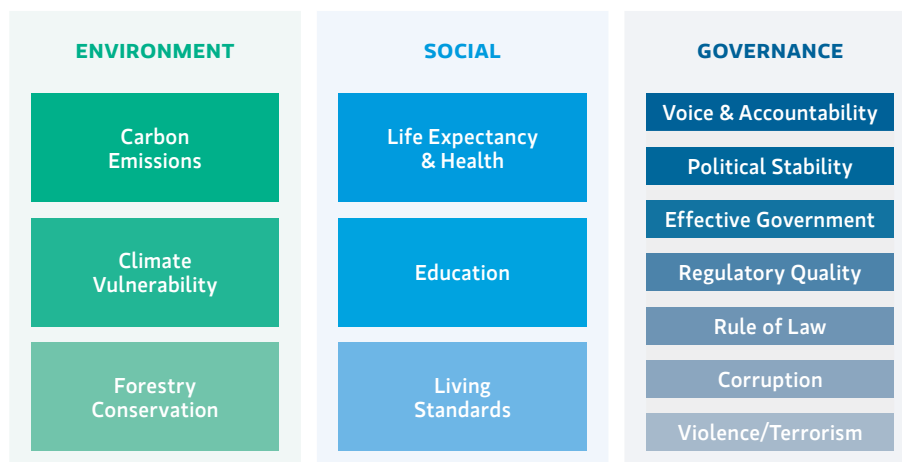 ENVIRONMENT
Carbon
Emissions
Climate
Vulnerability
Forestry
Conservation
SOCIAL
Life Expectancy
& Health
Education
Living
Standards
GOVERNANCE
Voice & Accountability
Political Stability
Effective Government
Regulatory Quality
Rule of Law
Corruption
Violence/Terrorism